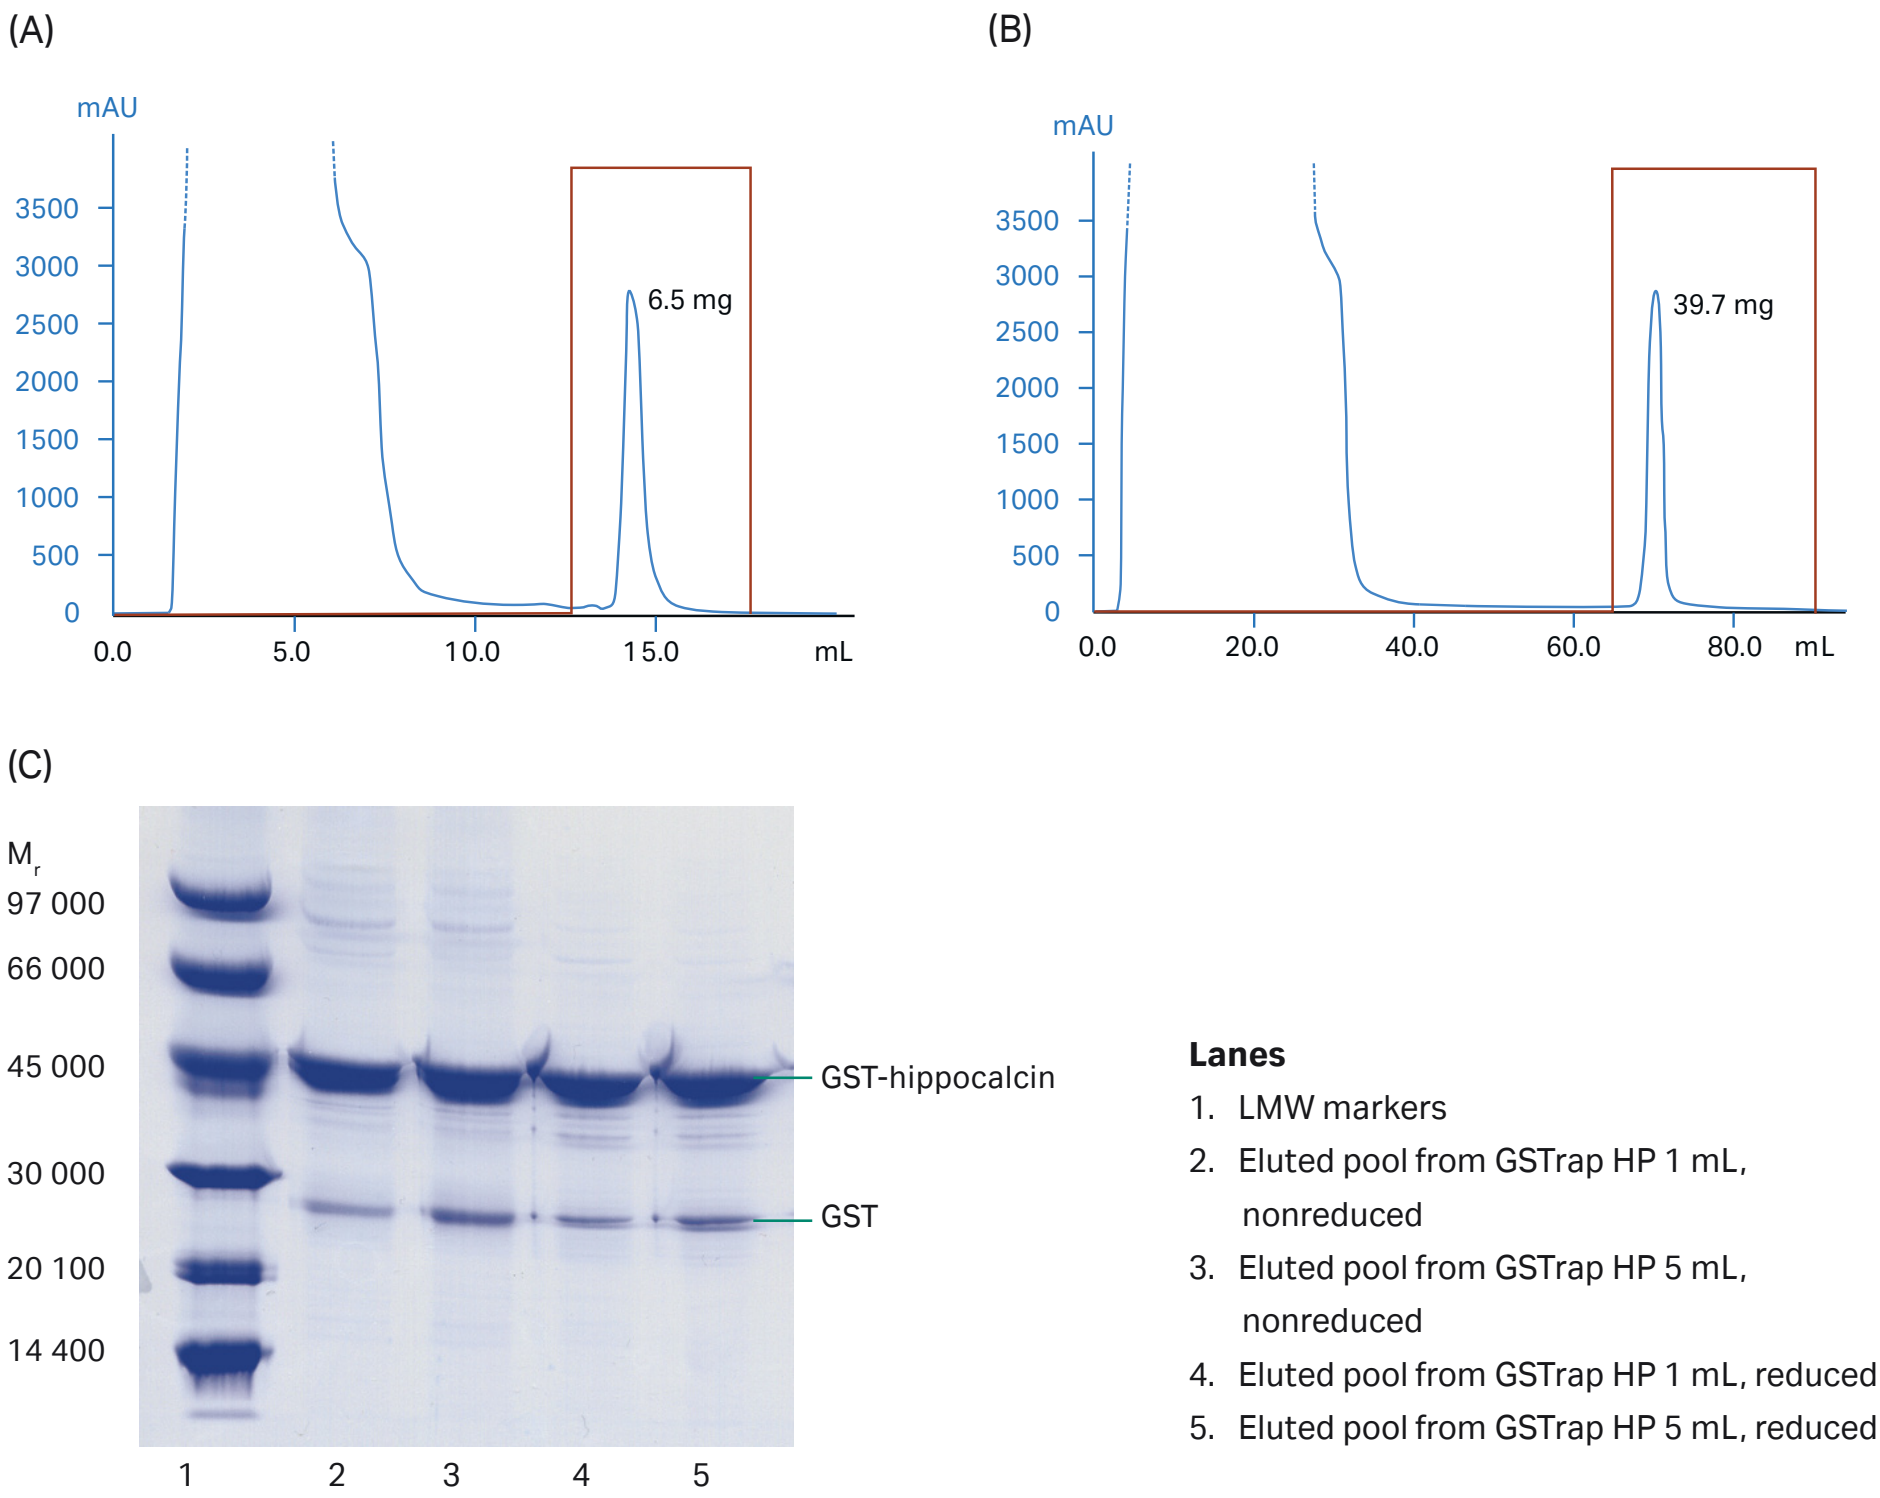 (A)
mAU
3500
3000
2500
2000
1500
1000
500
0
6.5 mg
0.0 5.0 10.0 15.0 mL
(B)
mAU
3500
3000
2500
2000
1500
1000
500
0
39.7 mg
0.0 20.0 40.0 60.0 80.0 mL
(C)
Mr
97 000
66 000
45 000
30 000
20 100
14 400
GST-hippocalcin
GST
1 2 3 4 5
Lanes
1. LMW markers
2. Eluted pool from GSTrap HP 1 mL,
nonreduced
3. Eluted pool from GSTrap HP 5 mL,
nonreduced
4. Eluted pool from GSTrap HP 1 mL, reduced
5. Eluted pool from GSTrap HP 5 mL, reduced